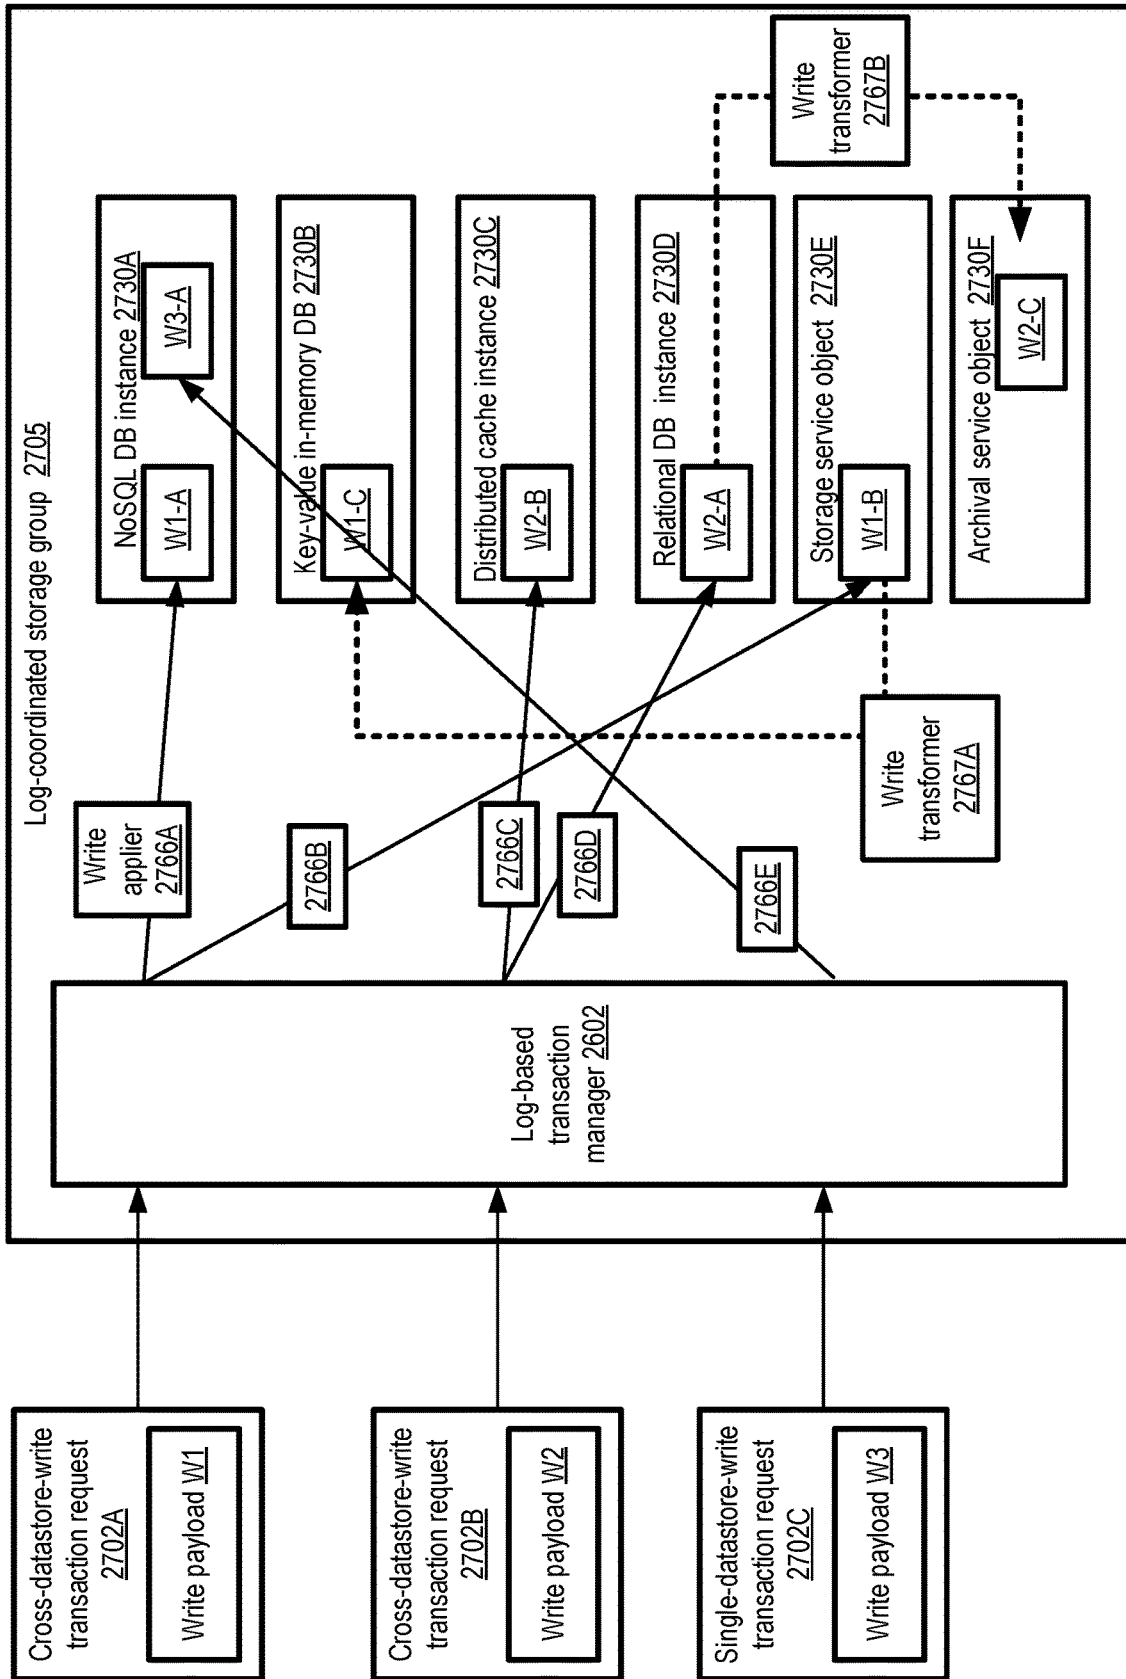 Log-coordinated storage group 2705
Cross-datastore-write
transaction request
2702A
Write payload W1
Cross-datastore-write
transaction request
2702B
Write payload W2
Single-datastore-write
transaction request
2702C
Write payload W3
Log-based
transaction
manager 2602
Write
applier
2766A
2766B
2766C
2766D
2766E
NoSQL DB instance 2730A
W1-A
W3-A
Key-value in-memory DB 2730B
W1-C
Distributed cache instance 2730C
W2-B
Relational DB instance 2730D
W2-A
Storage service object 2730E
W1-B
Archival service object 2730F
W2-C
Write
transformer
2767A
Write
transformer
2767B